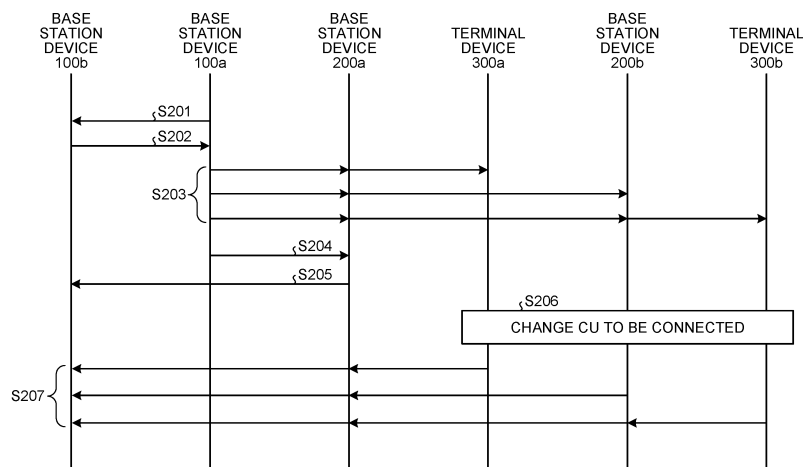 BASE
STATION
DEVICE
100b
BASE
STATION
DEVICE
100a
BASE
STATION
DEVICE
200a
TERMINAL
DEVICE
300a
BASE
STATION
DEVICE
200b
TERMINAL
DEVICE
300b
S201
S202
S203
S204
S205
S206
CHANGE CU TO BE CONNECTED
S207